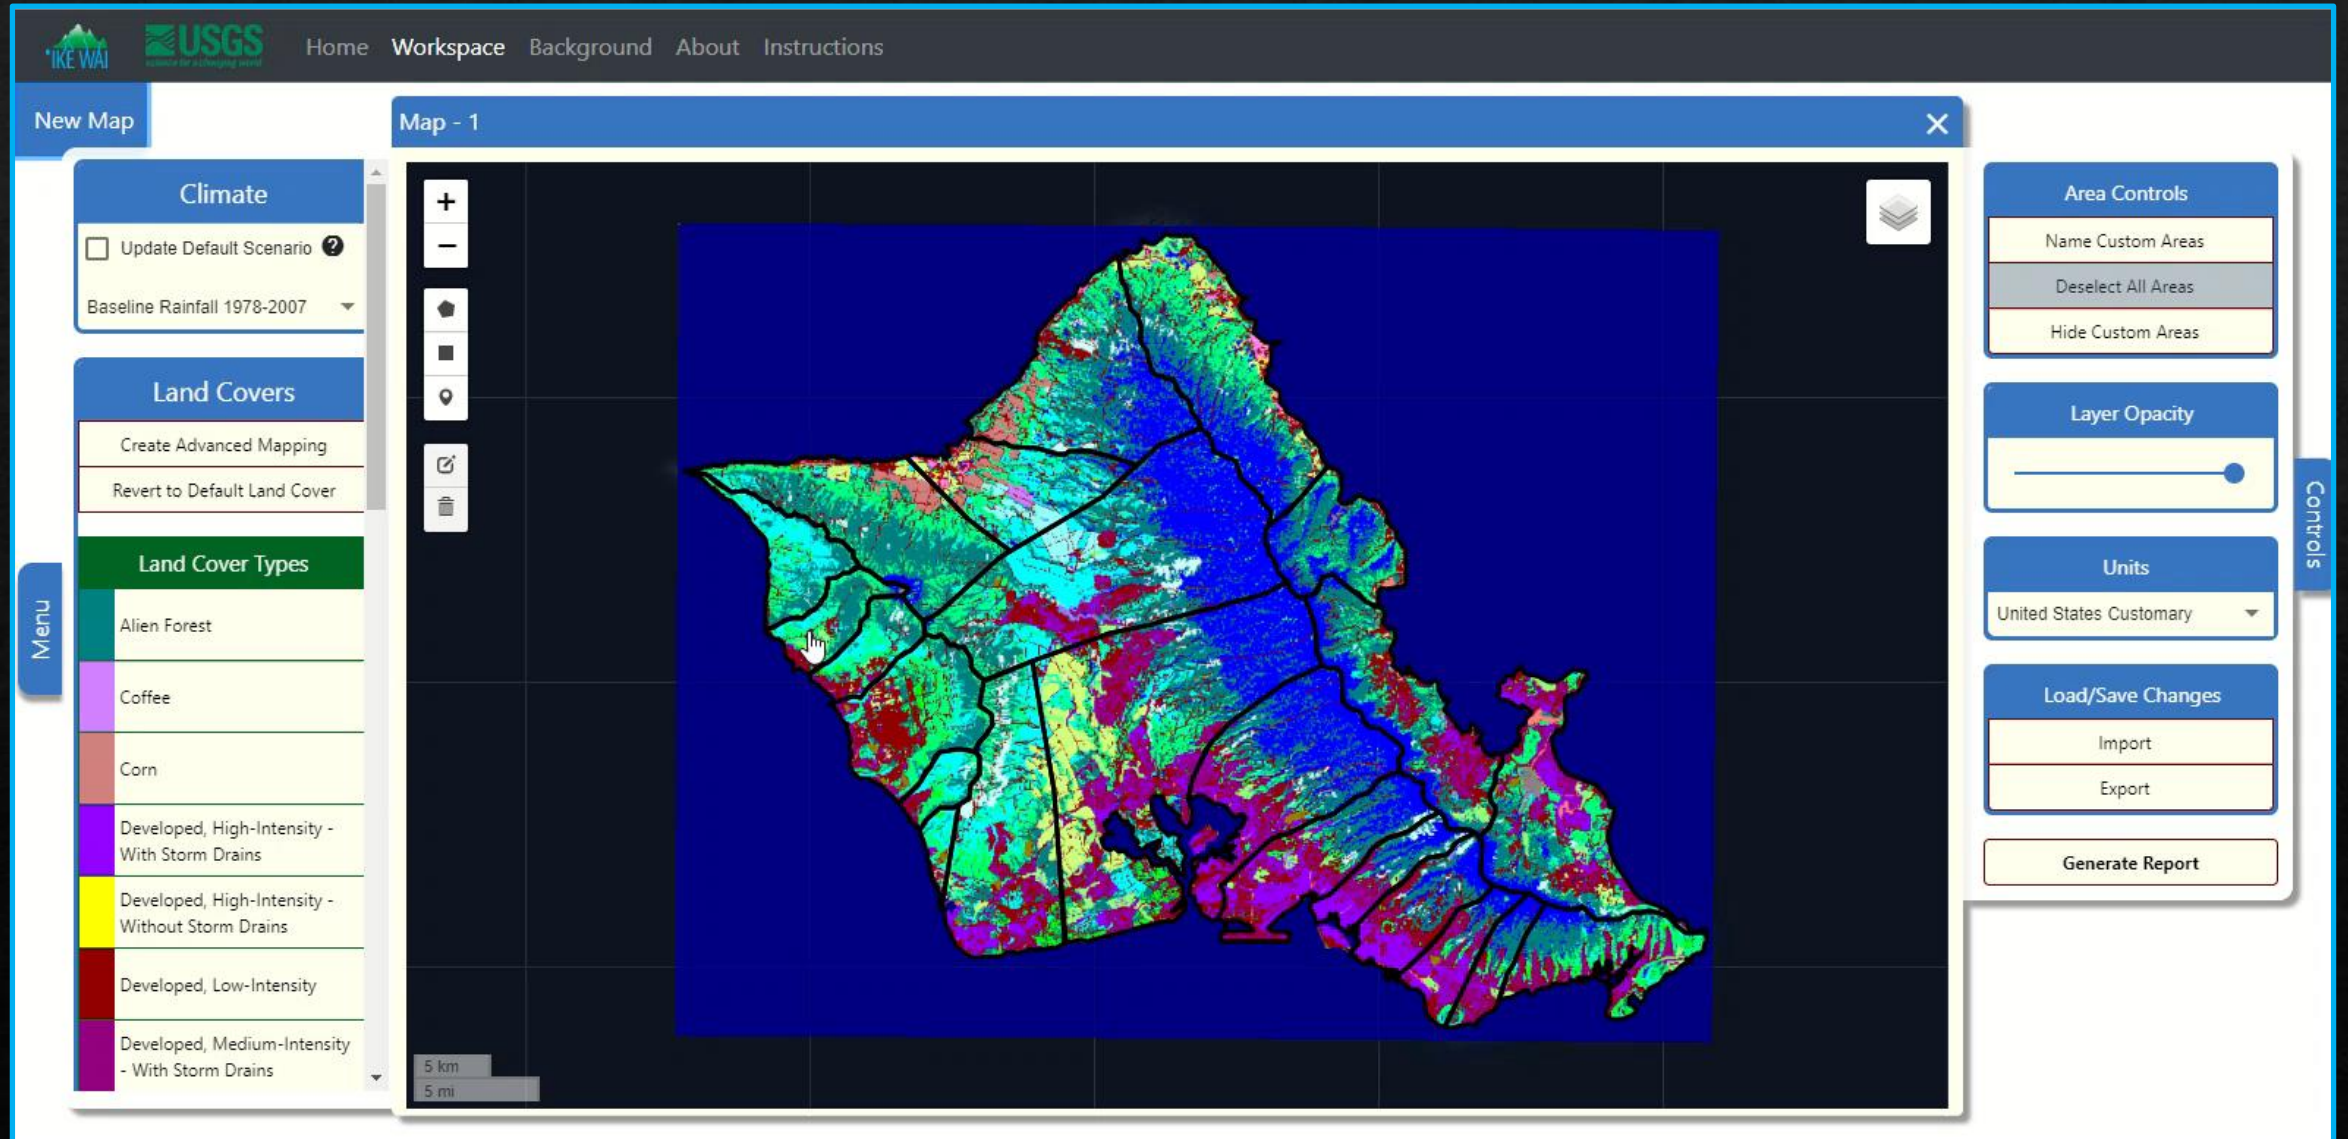 'IKE WAI
USGS
science for a changing world
Home Workspace Background About Instructions
New Map
Map - 1
Climate
Update Default Scenario
Baseline Rainfall 1978-2007
Land Covers
Create Advanced Mapping
Revert to Default Land Cover
Land Cover Types
Alien Forest
Coffee
Corn
Developed, High-Intensity -
With Storm Drains
Developed, High-Intensity -
Without Storm Drains
Developed, Low-Intensity
Developed, Medium-Intensity
- With Storm Drains
Menu
5 km
5 mi
Area Controls
Name Custom Areas
Deselect All Areas
Hide Custom Areas
Layer Opacity
Units
United States Customary
Load/Save Changes
Import
Export
Generate Report
Controls